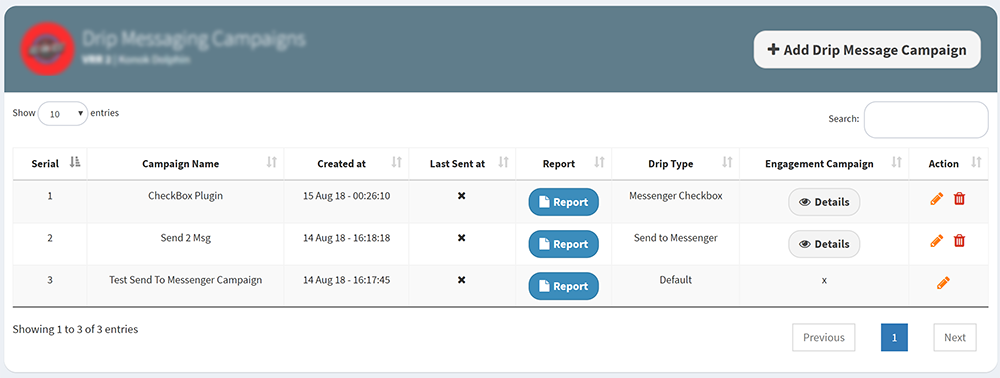 Drip Messaging Campaigns
+ Add Drip Message Campaign
Show 10 entries
Search:
Serial Campaign Name Created at Last Sent at Report Drip Type Engagement Campaign Action
1 CheckBox Plugin 15 Aug 18 - 00:26:10 ✖ Report Messenger Checkbox Details
2 Send 2 Msg 14 Aug 18 - 16:18:18 ✖ Report Send to Messenger Details
3 Test Send To Messenger Campaign 14 Aug 18 - 16:17:45 ✖ Report Default x
Showing 1 to 3 of 3 entries
Previous 1 Next